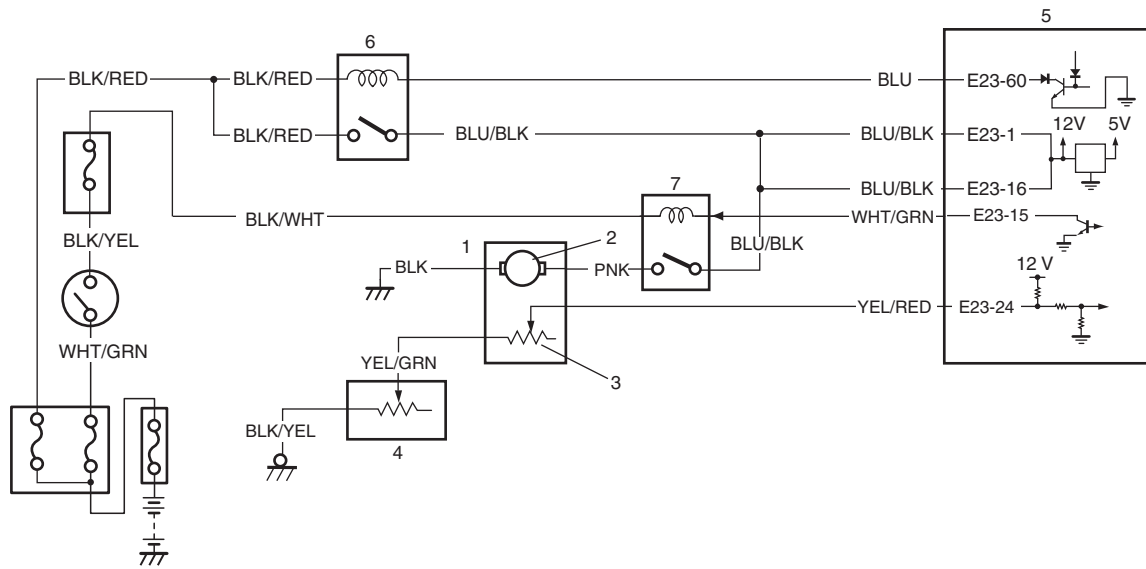 5
6
BLK/RED BLK/RED BLU E23-60
BLK/RED BLU/BLK BLU/BLK E23-1 12V 5V
7
BLU/BLK E23-16
BLK/WHT WHT/GRN E23-15
BLK/YEL 1 2 BLU/BLK
BLK PNK
12 V
YEL/RED E23-24
WHT/GRN
YEL/GRN 3
BLK/YEL
4